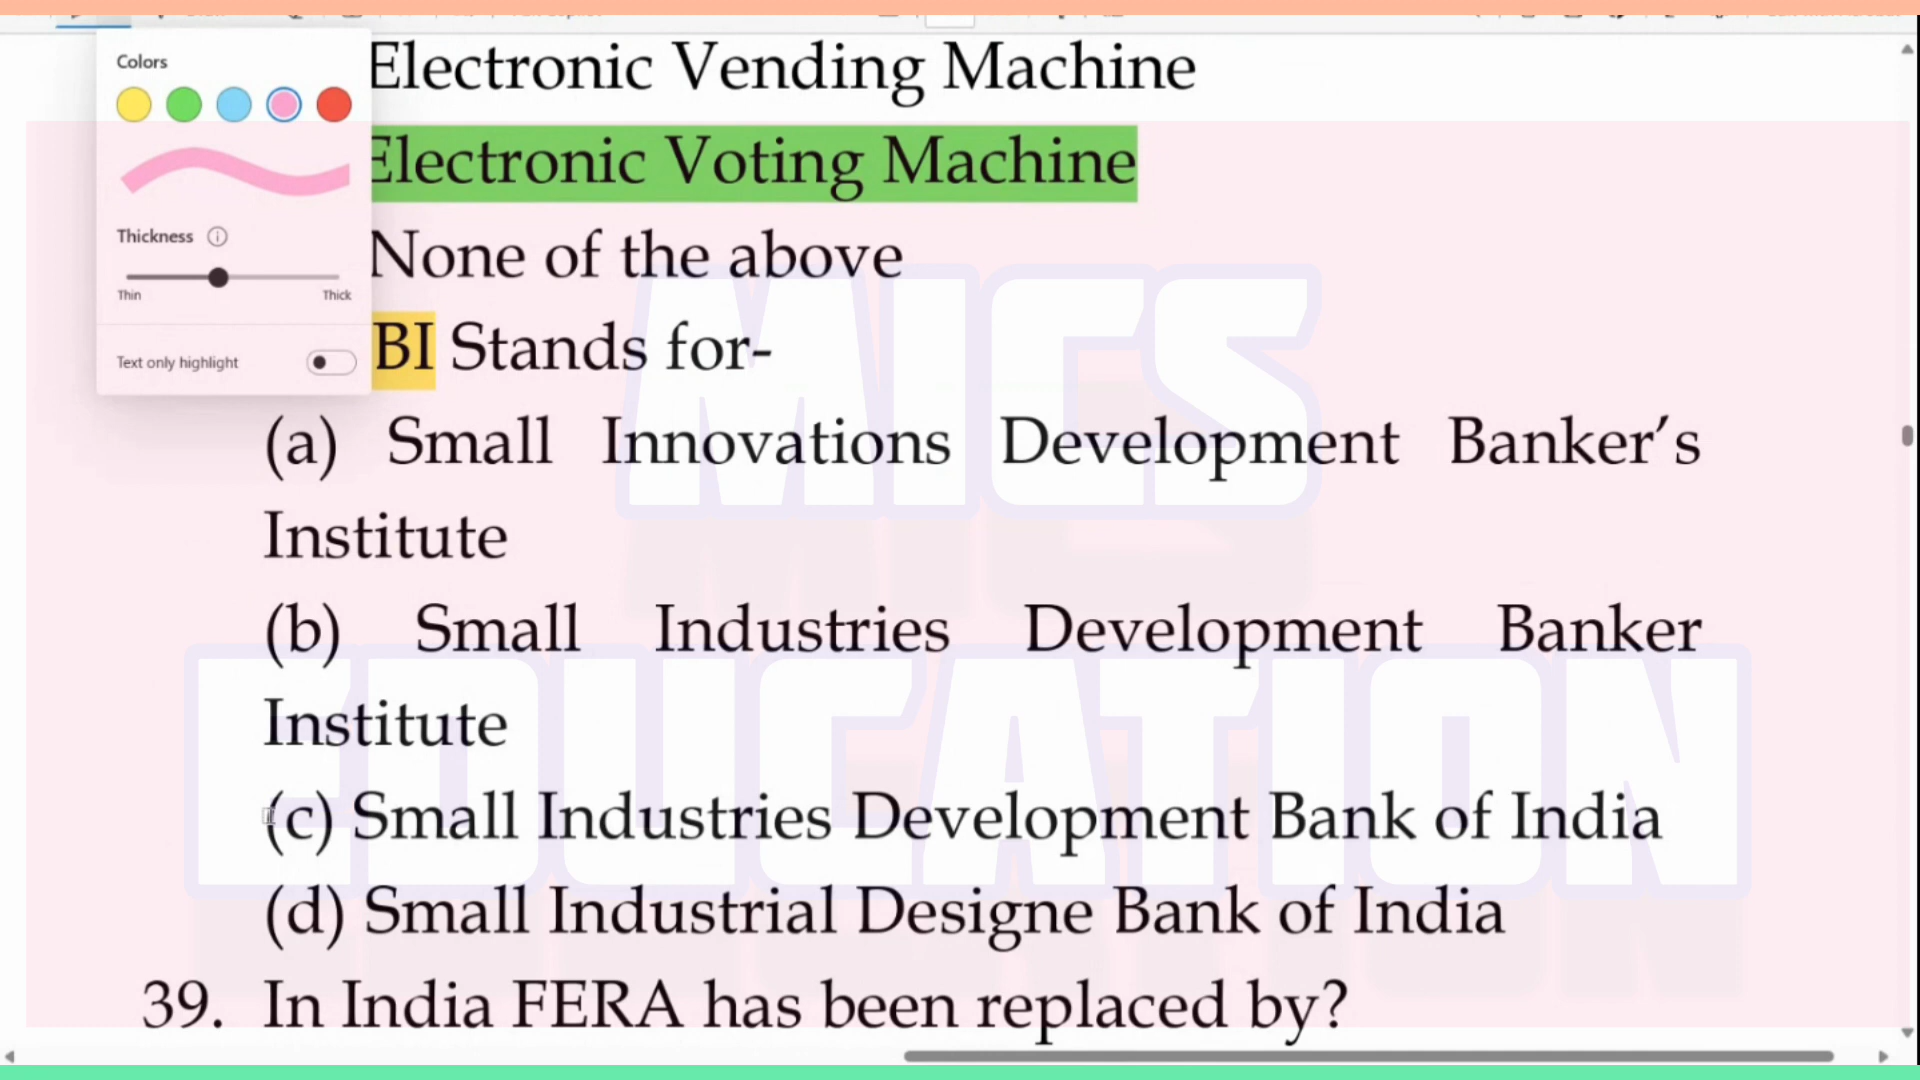 Colors
Thickness
Thin Thick
Text only highlight
Electronic Vending Machine
Electronic Voting Machine
None of the above
BI Stands for-
(a) Small Innovations Development Banker's
Institute
(b) Small Industries Development Banker
Institute
(c) Small Industries Development Bank of India
(d) Small Industrial Designe Bank of India
39. In India FERA has been replaced by?
MICS
EDUCATION